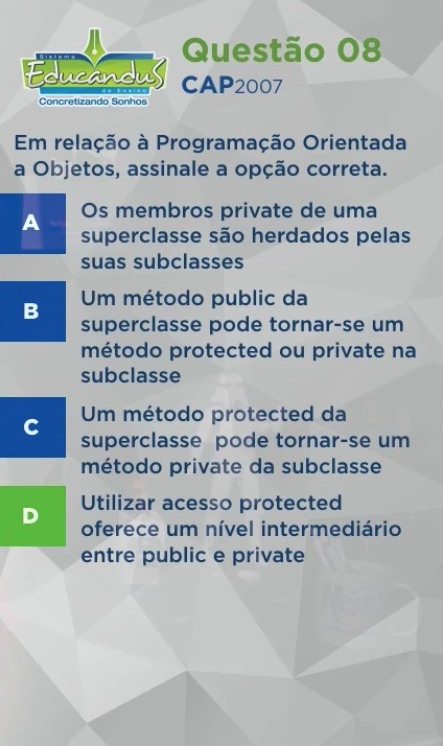 Sistema
Educandus
de Ensino
Concretizando Sonhos
Questão 08
CAP2007
Em relação à Programação Orientada
a Objetos, assinale a opção correta.
A
Os membros private de uma
superclasse são herdados pelas
suas subclasses
B
Um método public da
superclasse pode tornar-se um
método protected ou private na
subclasse
C
Um método protected da
superclasse pode tornar-se um
método private da subclasse
D
Utilizar acesso protected
oferece um nível intermediário
entre public e private